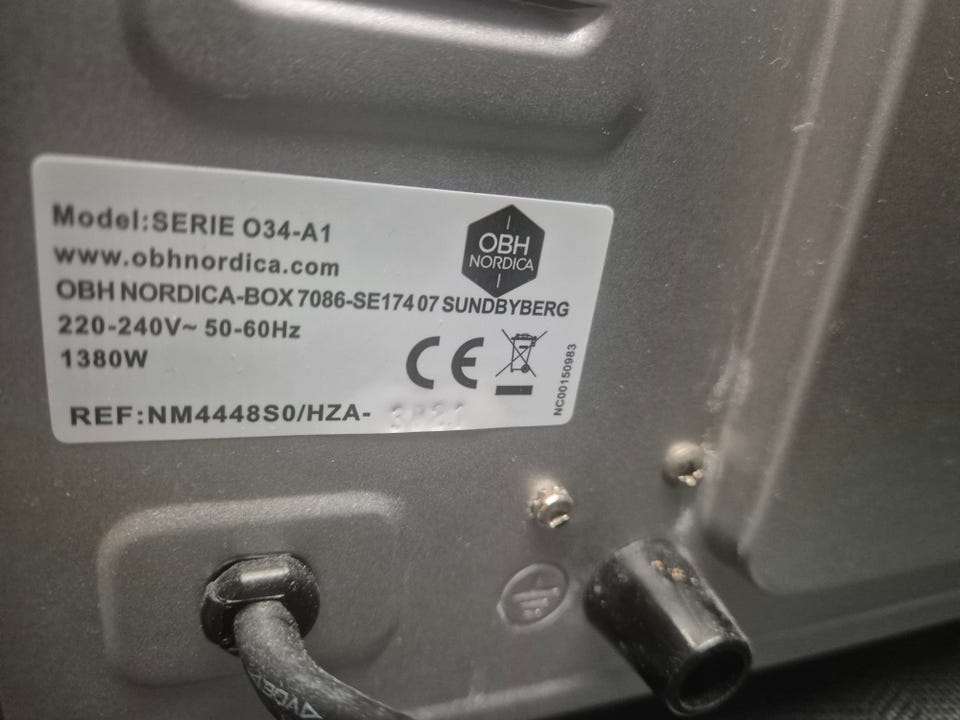 Model:SERIE O34-A1
www.obhnordica.com
OBH NORDICA-BOX 7086-SE174 07 SUNDBYBERG
220-240V~ 50-60Hz
1380W
REF:NM4448S0/HZA-
OBH
NORDICA
CE
NC00150983